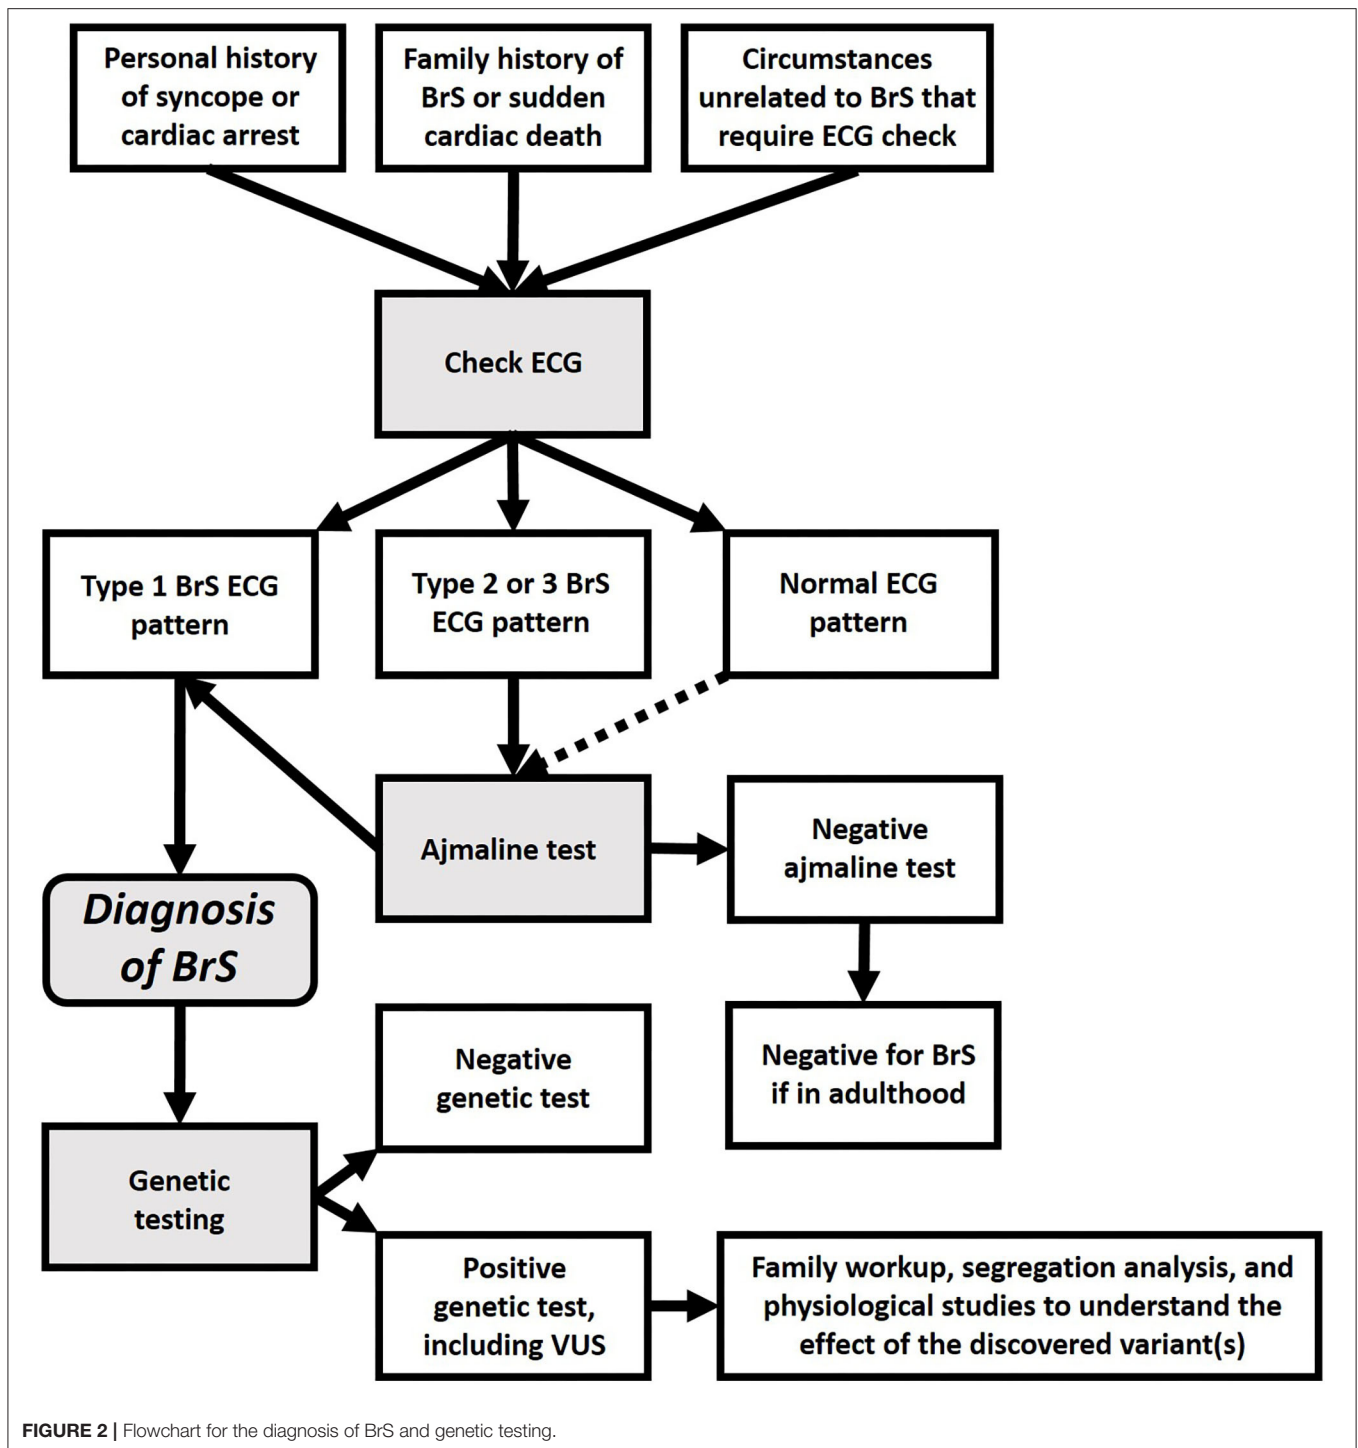 Personal history
of syncope or
cardiac arrest
Family history of
BrS or sudden
cardiac death
Circumstances
unrelated to BrS that
require ECG check
Check ECG
Type 1 BrS ECG
pattern
Type 2 or 3 BrS
ECG pattern
Normal ECG
pattern
Ajmaline test
Negative
ajmaline test
Diagnosis
of BrS
Negative
genetic test
Negative for BrS
if in adulthood
Genetic
testing
Positive
genetic test,
including VUS
Family workup, segregation analysis, and
physiological studies to understand the
effect of the discovered variant(s)
FIGURE 2 | Flowchart for the diagnosis of BrS and genetic testing.